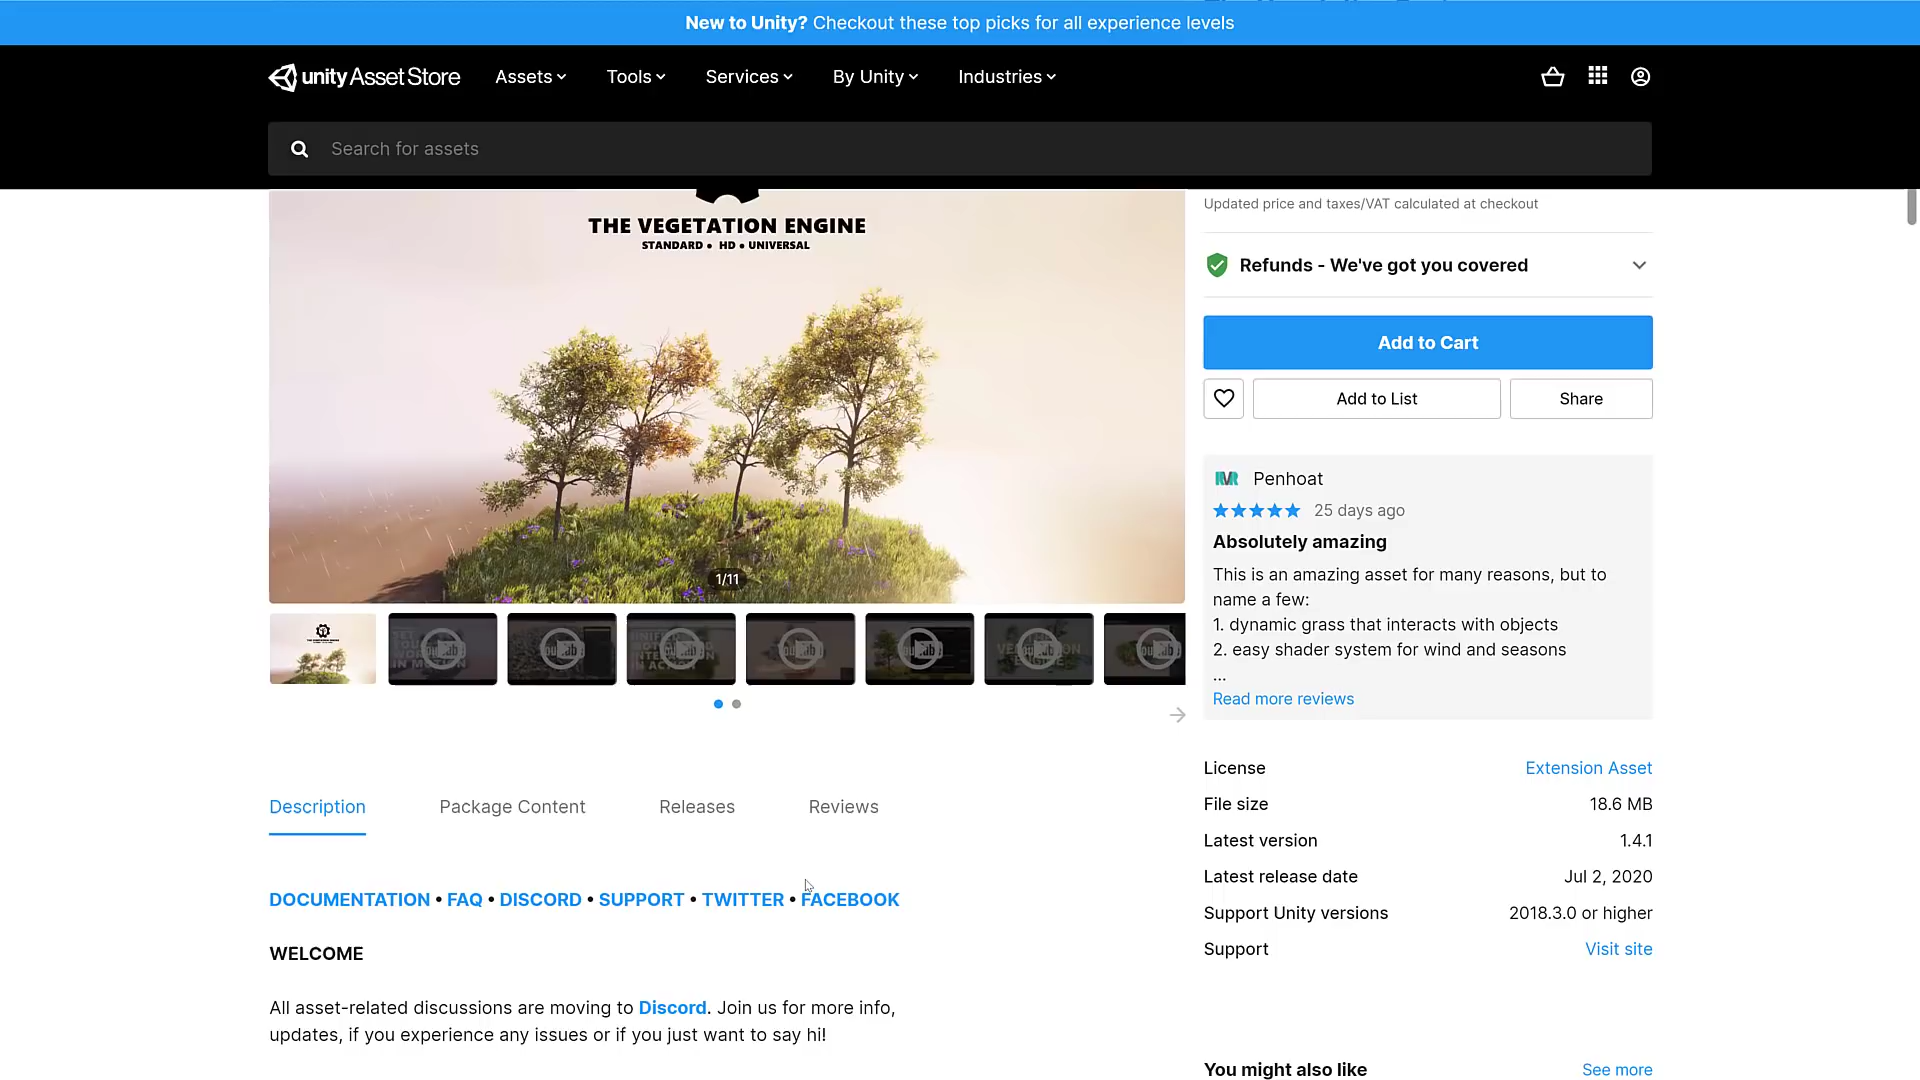 New to Unity? Checkout these top picks for all experience levels
unity Asset Store
Assets
Tools
Services
By Unity
Industries
Search for assets
THE VEGETATION ENGINE
STANDARD • HD • UNIVERSAL
1/11
Updated price and taxes/VAT calculated at checkout
Refunds - We've got you covered
Add to Cart
Add to List
Share
Penhoat
25 days ago
Absolutely amazing
This is an amazing asset for many reasons, but to
name a few:
1. dynamic grass that interacts with objects
2. easy shader system for wind and seasons
...
Read more reviews
License Extension Asset
File size 18.6 MB
Latest version 1.4.1
Latest release date Jul 2, 2020
Support Unity versions 2018.3.0 or higher
Support Visit site
You might also like See more
Description
Package Content
Releases
Reviews
DOCUMENTATION • FAQ • DISCORD • SUPPORT • TWITTER • FACEBOOK
WELCOME
All asset-related discussions are moving to Discord. Join us for more info,
updates, if you experience any issues or if you just want to say hi!